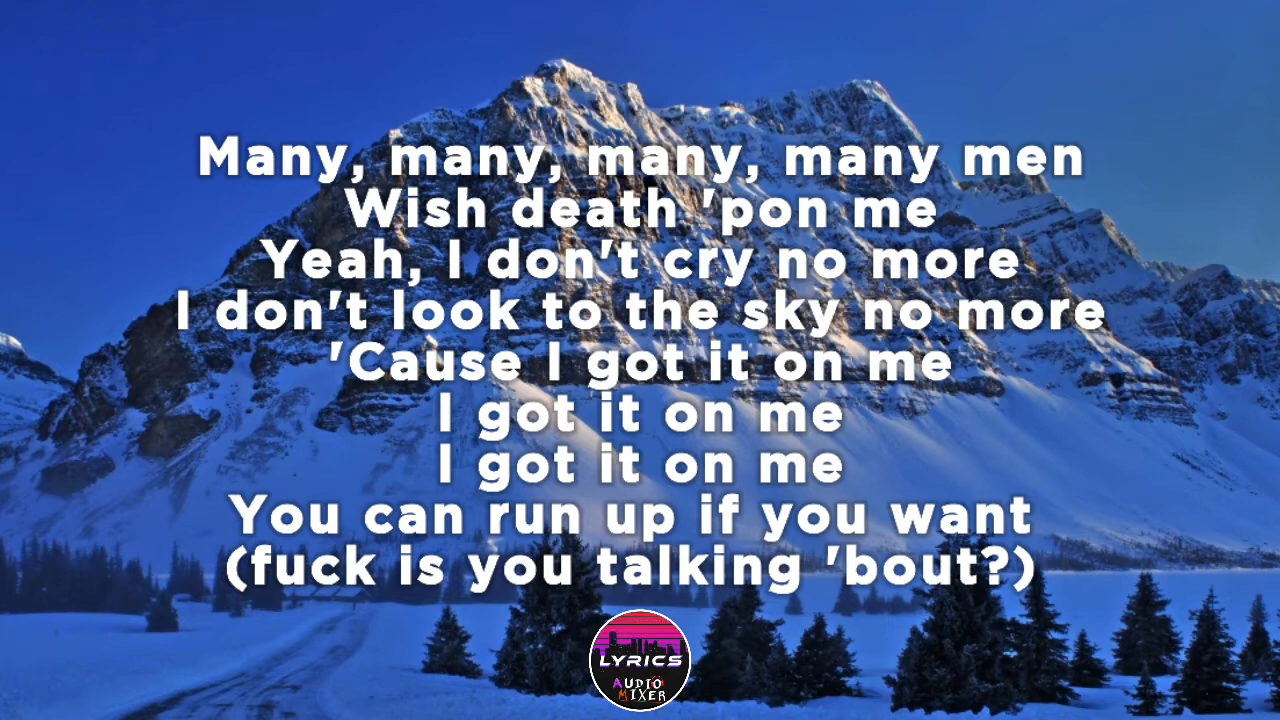 Many, many, many, many men
Wish death 'pon me
Yeah, I don't cry no more
I don't look to the sky no more
'Cause I got it on me
I got it on me
I got it on me
You can run up if you want
(fuck is you talking 'bout?)
LYRICS
AUDIO
MIXER